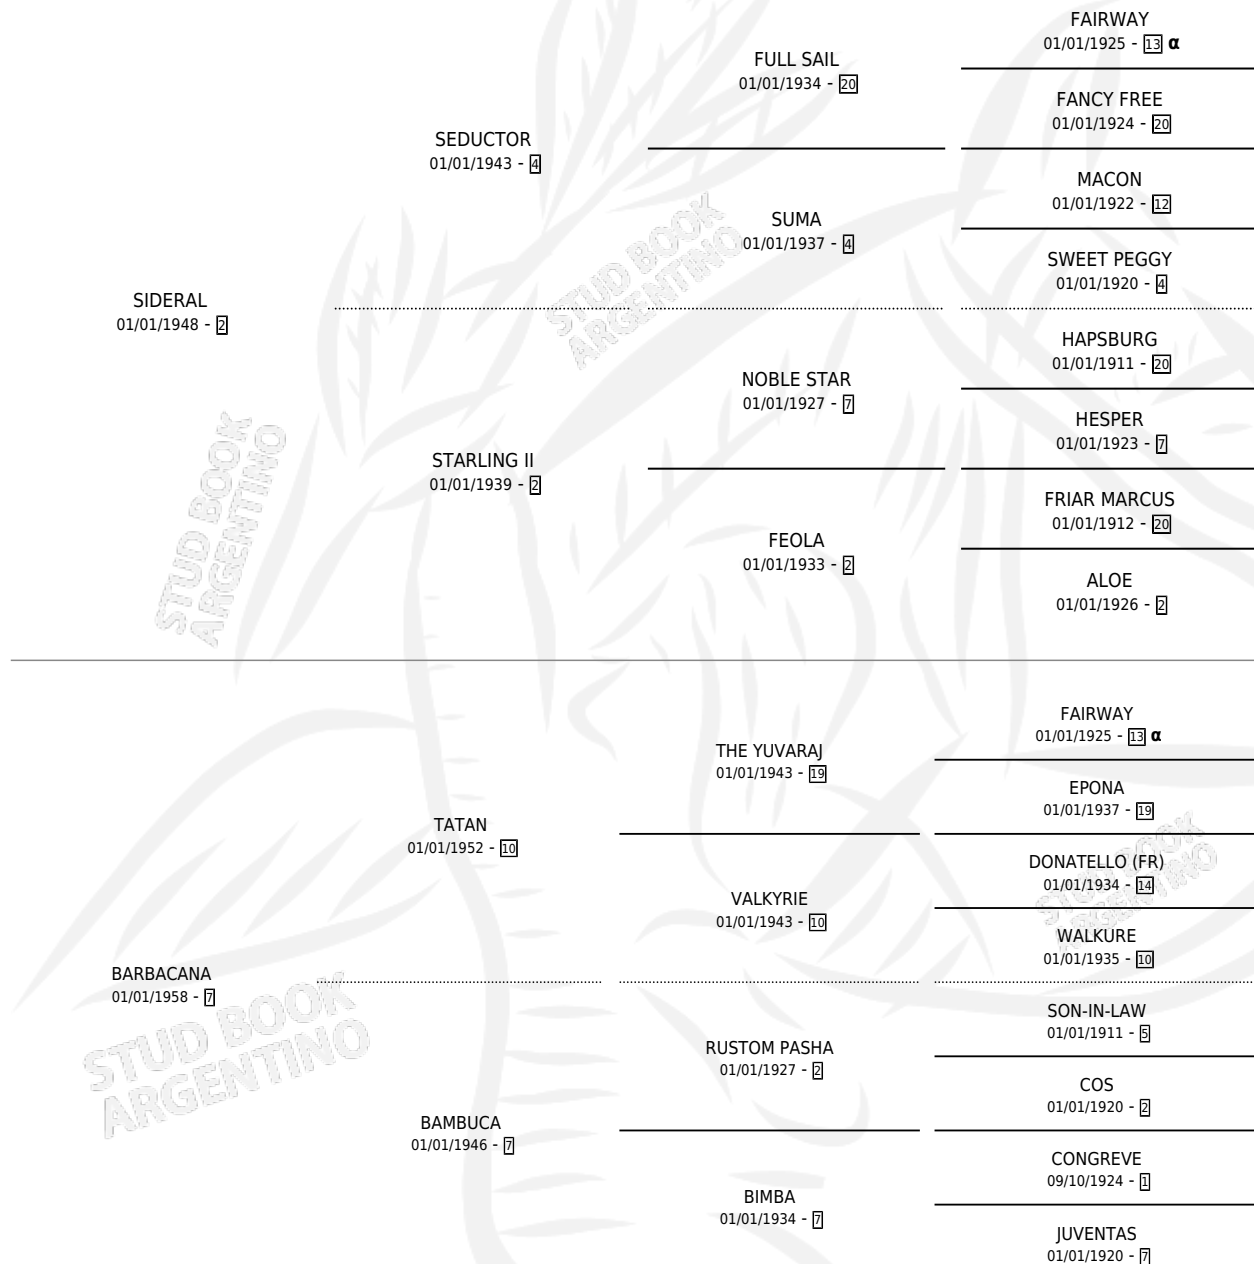 FAIRWAY
01/01/1925 - 13 α
FULL SAIL
01/01/1934 - 20
FANCY FREE
01/01/1924 - 20
SEDUCTOR
01/01/1943 - 4
MACON
01/01/1922 - 12
SUMA
01/01/1937 - 4
SWEET PEGGY
01/01/1920 - 4
SIDERAL
01/01/1948 - 2
HAPSBURG
01/01/1911 - 20
NOBLE STAR
01/01/1927 - 7
HESPER
01/01/1923 - 7
STARLING II
01/01/1939 - 2
FRIAR MARCUS
01/01/1912 - 20
FEOLA
01/01/1933 - 2
ALOE
01/01/1926 - 2
STUD BOOK
ARGENTINO
STUD BOOK
ARGENTINO
FAIRWAY
01/01/1925 - 13 α
THE YUVARAJ
01/01/1943 - 19
EPONA
01/01/1937 - 19
TATAN
01/01/1952 - 10
DONATELLO (FR)
01/01/1934 - 14
VALKYRIE
01/01/1943 - 10
WALKURE
01/01/1935 - 10
BARBACANA
01/01/1958 - 7
SON-IN-LAW
01/01/1911 - 5
RUSTOM PASHA
01/01/1927 - 2
COS
01/01/1920 - 2
BAMBUCA
01/01/1946 - 7
CONGREVE
09/10/1924 - 1
BIMBA
01/01/1934 - 7
JUVENTAS
01/01/1920 - 7
STUD BOOK
ARGENTINO
STUD BOOK
ARGENTINO